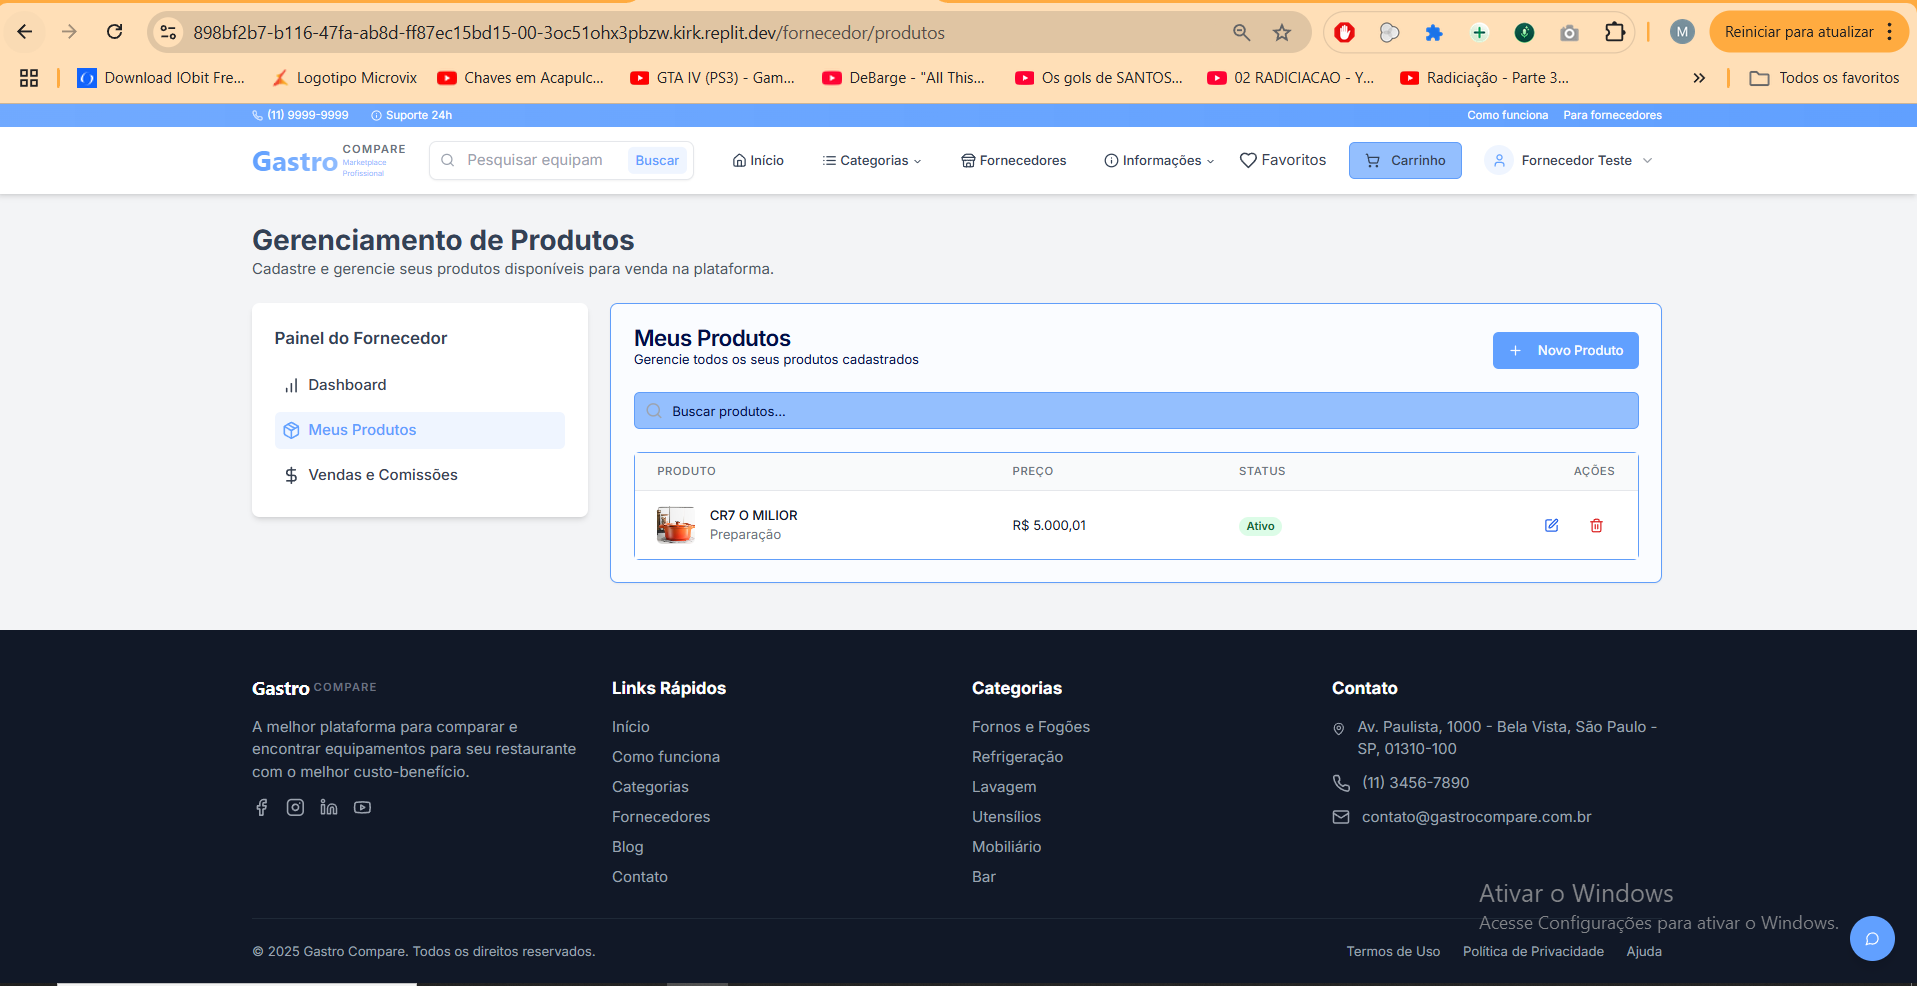 898bf2b7-b116-47fa-ab8d-ff87ec15bd15-00-3oc51ohx3pbzw.kirk.replit.dev/fornecedor/produtos
M
Reiniciar para atualizar
Download IObit Fre...
Logotipo Microvix
Chaves em Acapulc...
GTA IV (PS3) - Gam...
DeBarge - "All This...
Os gols de SANTOS...
02 RADICIACAO - Y...
Radiciação - Parte 3...
Todos os favoritos
(11) 9999-9999
Suporte 24h
Como funciona
Para fornecedores
Gastro COMPARE
Marketplace
Profissional
Pesquisar equipam
Buscar
Início
Categorias
Fornecedores
Informações
Favoritos
Carrinho
Fornecedor Teste
Gerenciamento de Produtos
Cadastre e gerencie seus produtos disponíveis para venda na plataforma.
Painel do Fornecedor
Dashboard
Meus Produtos
Vendas e Comissões
Meus Produtos
Gerencie todos os seus produtos cadastrados
+ Novo Produto
Buscar produtos...
PRODUTO PREÇO STATUS AÇÕES
CR7 O MILIOR
Preparação
R$ 5.000,01
Ativo
Gastro COMPARE
A melhor plataforma para comparar e
encontrar equipamentos para seu restaurante
com o melhor custo-benefício.
Links Rápidos
Início
Como funciona
Categorias
Fornecedores
Blog
Contato
Categorias
Fornos e Fogões
Refrigeração
Lavagem
Utensílios
Mobiliário
Bar
Contato
Av. Paulista, 1000 - Bela Vista, São Paulo -
SP, 01310-100
(11) 3456-7890
contato@gastrocompare.com.br
Ativar o Windows
Acesse Configurações para ativar o Windows.
© 2025 Gastro Compare. Todos os direitos reservados.
Termos de Uso
Política de Privacidade
Ajuda